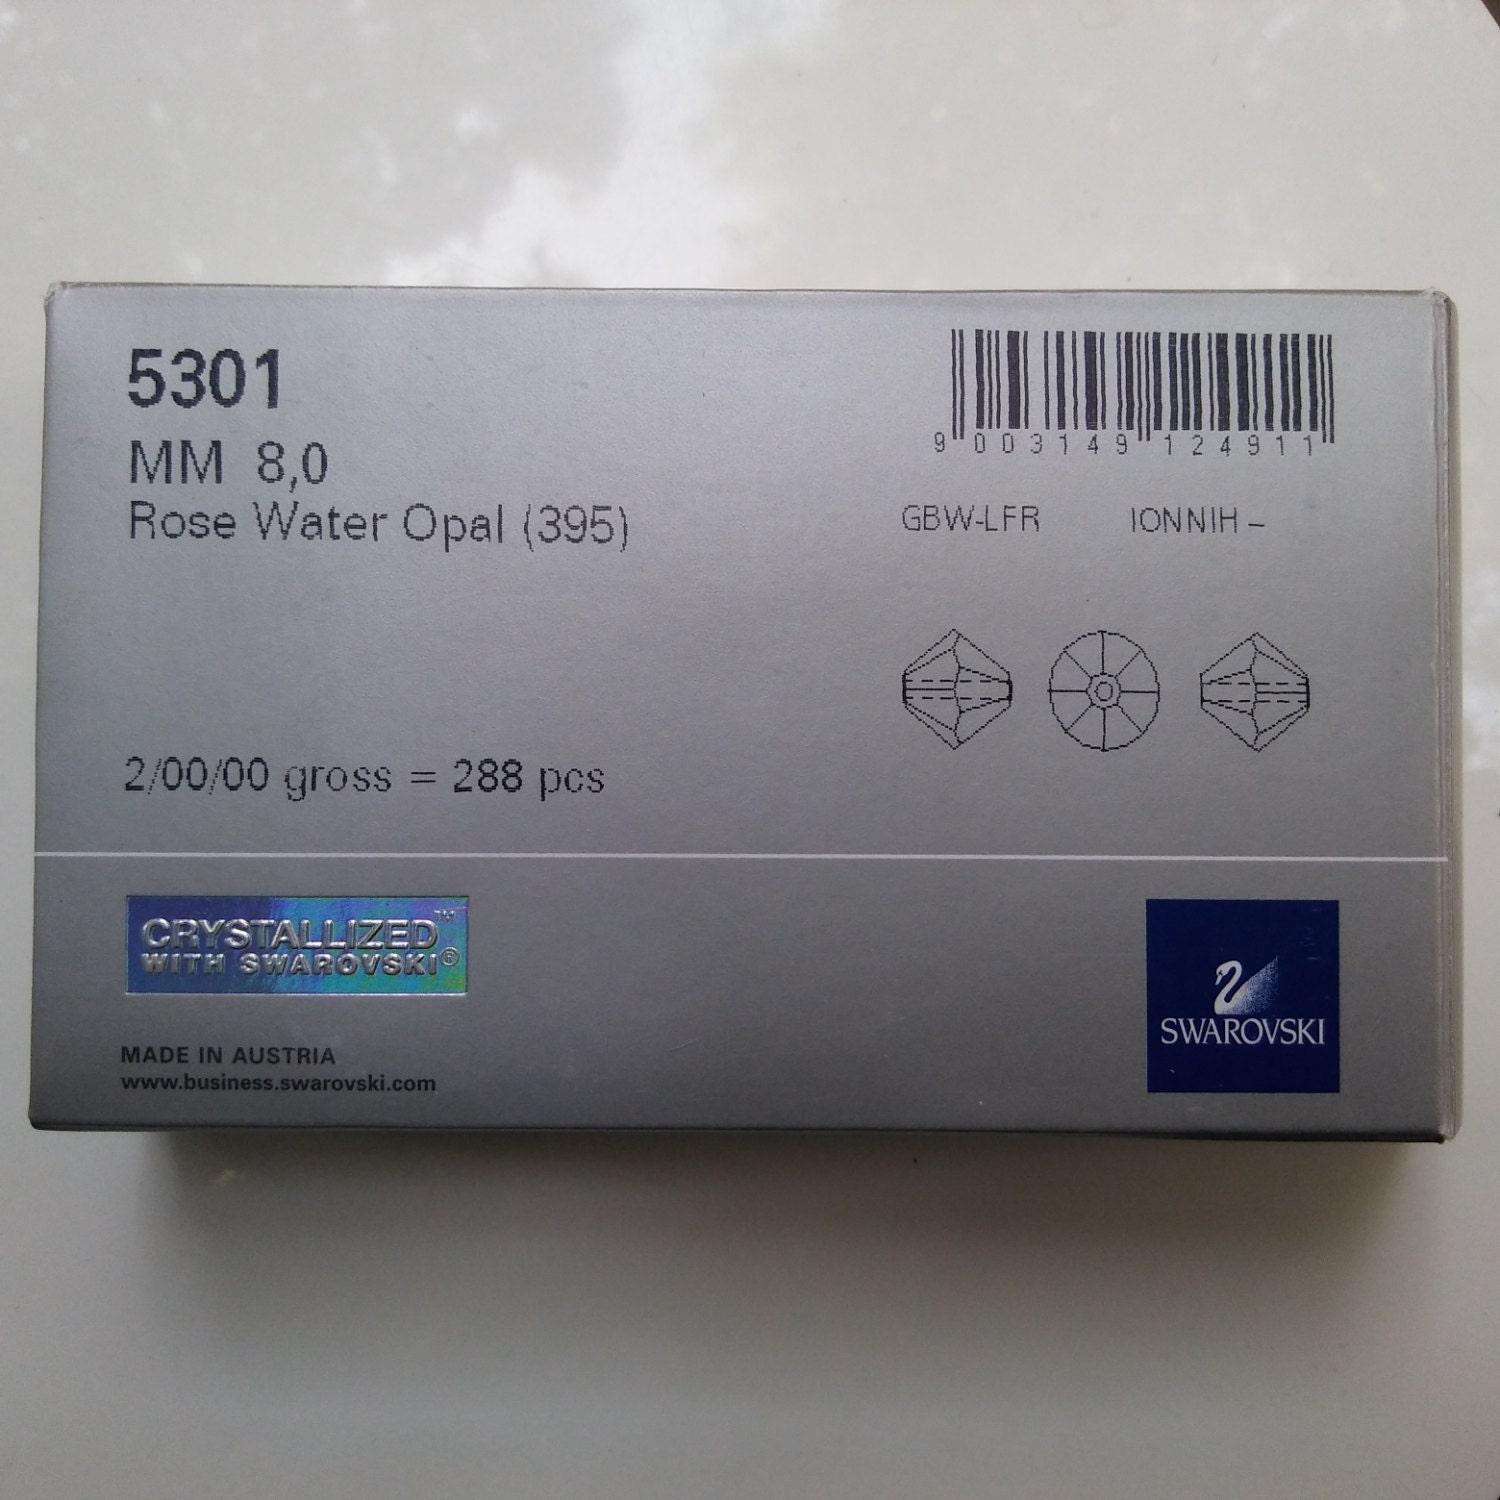 5301
MM 8,0
Rose Water Opal (395)
9 003149 124911
GBW-LFR IONNIH –
2/00/00 gross = 288 pcs
CRYSTALLIZED™
WITH SWAROVSKI®
SWAROVSKI
MADE IN AUSTRIA
www.business.swarovski.com